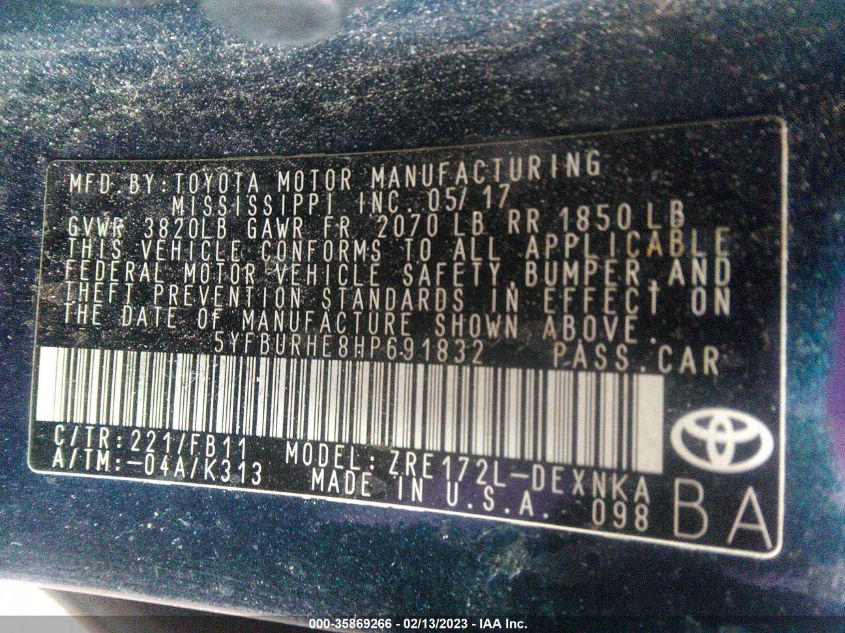 MFD.BY:TOYOTA MOTOR MANUFACTURING
MISSISSIPPI INC. 05/17
GVWR 3820LB GAWR FR 2070 LB RR 1850 LB
THIS VEHICLE CONFORMS TO ALL APPLICABLE
FEDERAL MOTOR VEHICLE SAFETY,BUMPER,AND
THEFT PREVENTION STANDARDS IN EFFECT ON
THE DATE OF MANUFACTURE SHOWN ABOVE.
5YFBURHE8HP691832 PASS.CAR
C/TR:221/FB11 MODEL:ZRE172L-DEXNKA
A/TM:-04A/K313 MADE IN U.S.A. 098
BA
000-35869266 - 02/13/2023 - IAA Inc.